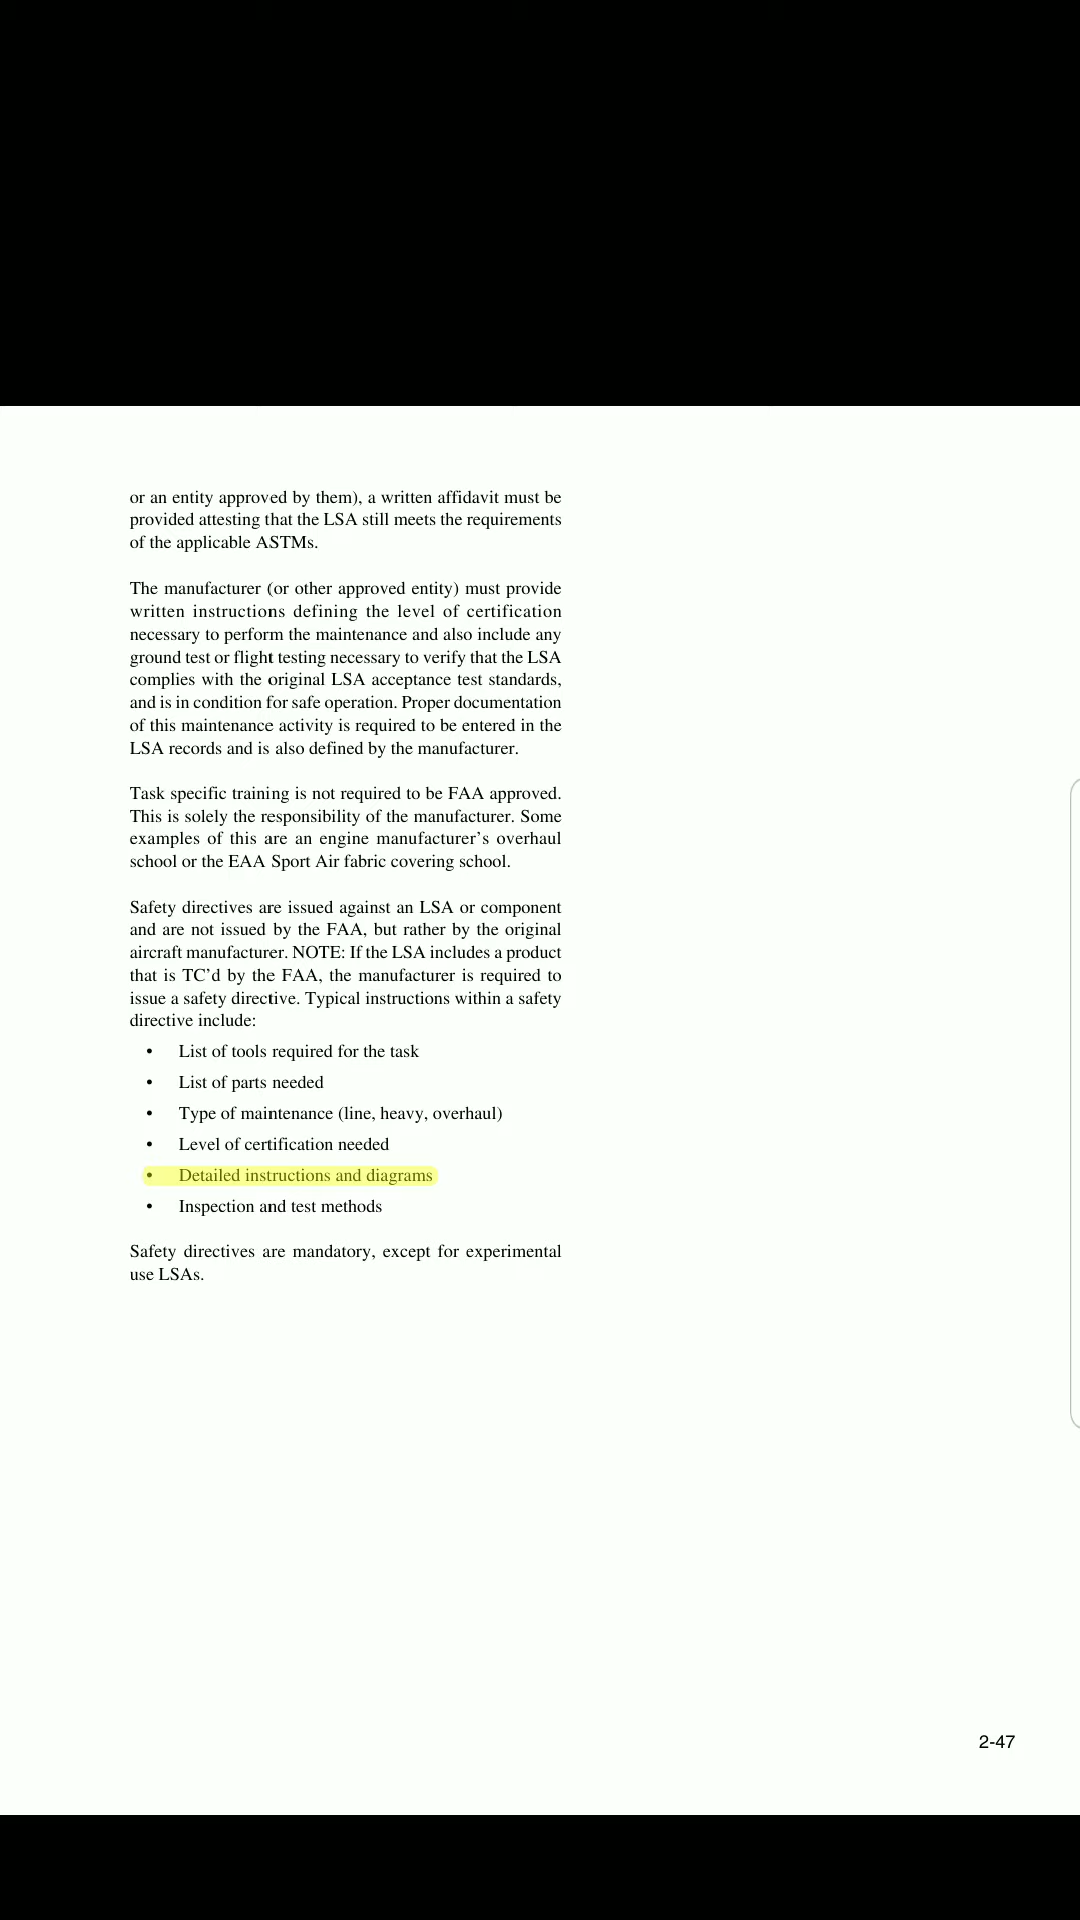 or an entity approved by them), a written affidavit must be
provided attesting that the LSA still meets the requirements
of the applicable ASTMs.
The manufacturer (or other approved entity) must provide
written instructions defining the level of certification
necessary to perform the maintenance and also include any
ground test or flight testing necessary to verify that the LSA
complies with the original LSA acceptance test standards,
and is in condition for safe operation. Proper documentation
of this maintenance activity is required to be entered in the
LSA records and is also defined by the manufacturer.
Task specific training is not required to be FAA approved.
This is solely the responsibility of the manufacturer. Some
examples of this are an engine manufacturer's overhaul
school or the EAA Sport Air fabric covering school.
Safety directives are issued against an LSA or component
and are not issued by the FAA, but rather by the original
aircraft manufacturer. NOTE: If the LSA includes a product
that is TC'd by the FAA, the manufacturer is required to
issue a safety directive. Typical instructions within a safety
directive include:
• List of tools required for the task
• List of parts needed
• Type of maintenance (line, heavy, overhaul)
• Level of certification needed
• Detailed instructions and diagrams
• Inspection and test methods
Safety directives are mandatory, except for experimental
use LSAs.
2-47